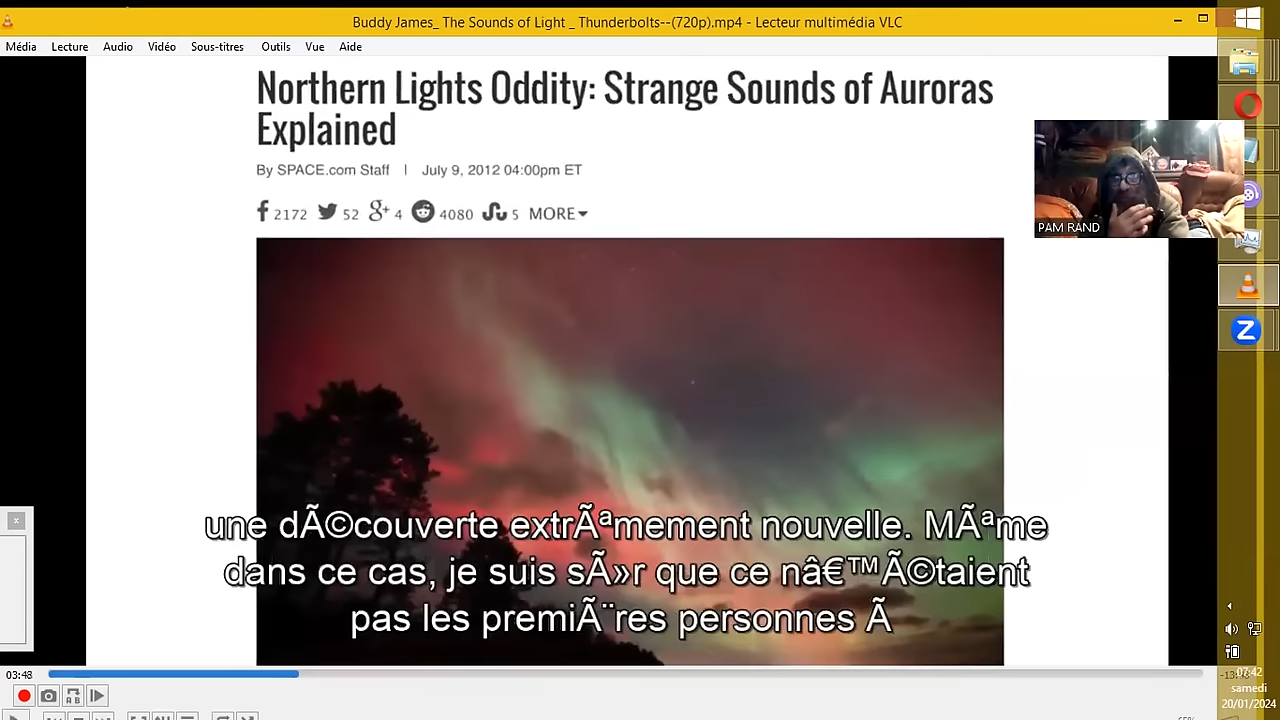 Buddy James_ The Sounds of Light _ Thunderbolts--(720p).mp4 - Lecteur multimédia VLC
Média Lecture Audio Vidéo Sous-titres Outils Vue Aide
Northern Lights Oddity: Strange Sounds of Auroras
Explained
By SPACE.com Staff | July 9, 2012 04:00pm ET
2172 52 4 4080 5 MORE
PAM RAND
une dÃ©couverte extrÃªmement nouvelle. MÃªme
dans ce cas, je suis sÃ»r que ce nâ€™Ã©taient
pas les premiÃ¨res personnes Ã
03:48
07:42
samedi
20/01/2024